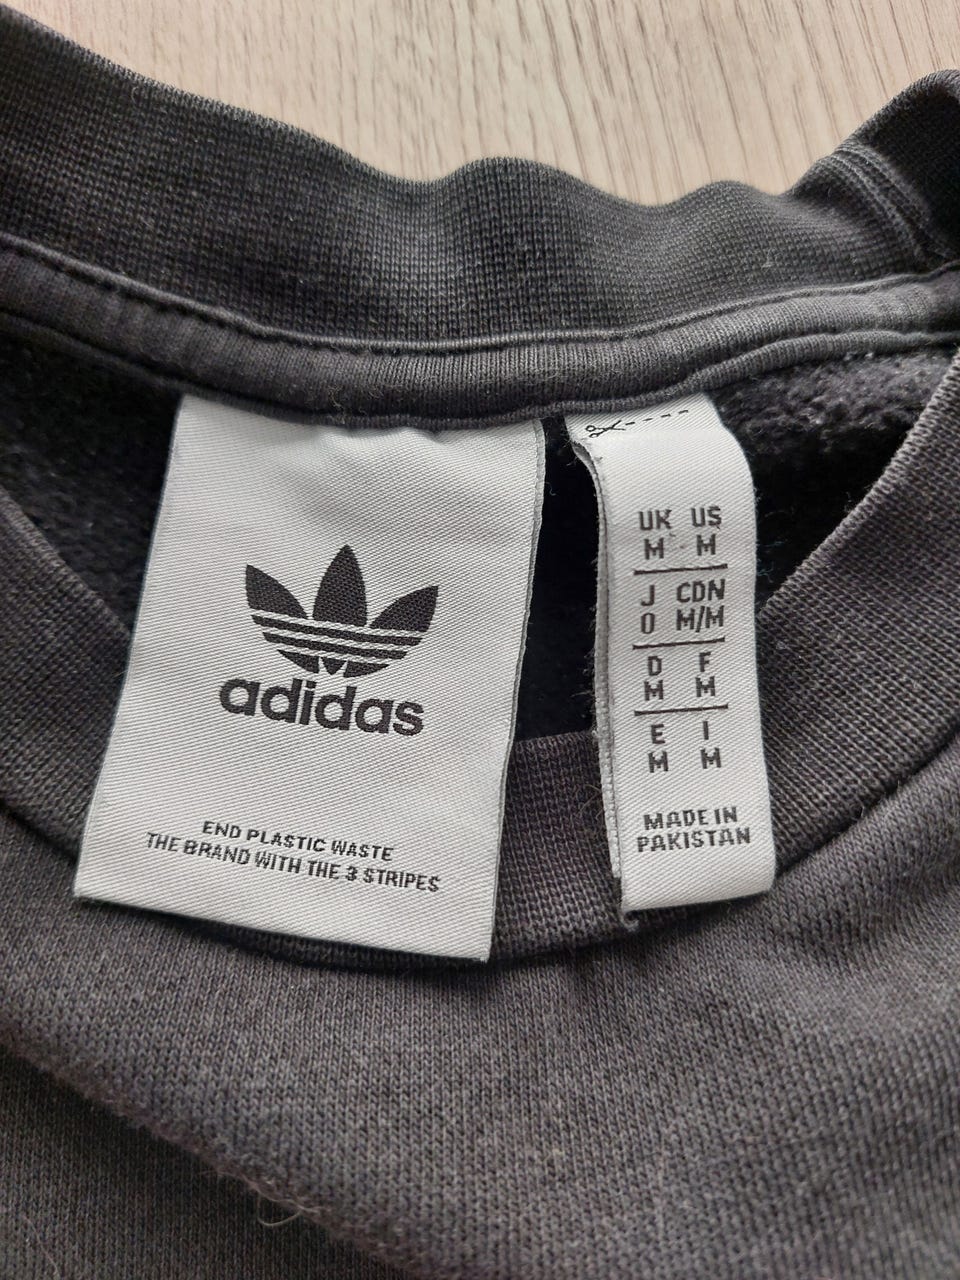 adidas
END PLASTIC WASTE
THE BRAND WITH THE 3 STRIPES
UK US
M M
J CDN
O M/M
D F
M M
E I
M M
MADE IN
PAKISTAN